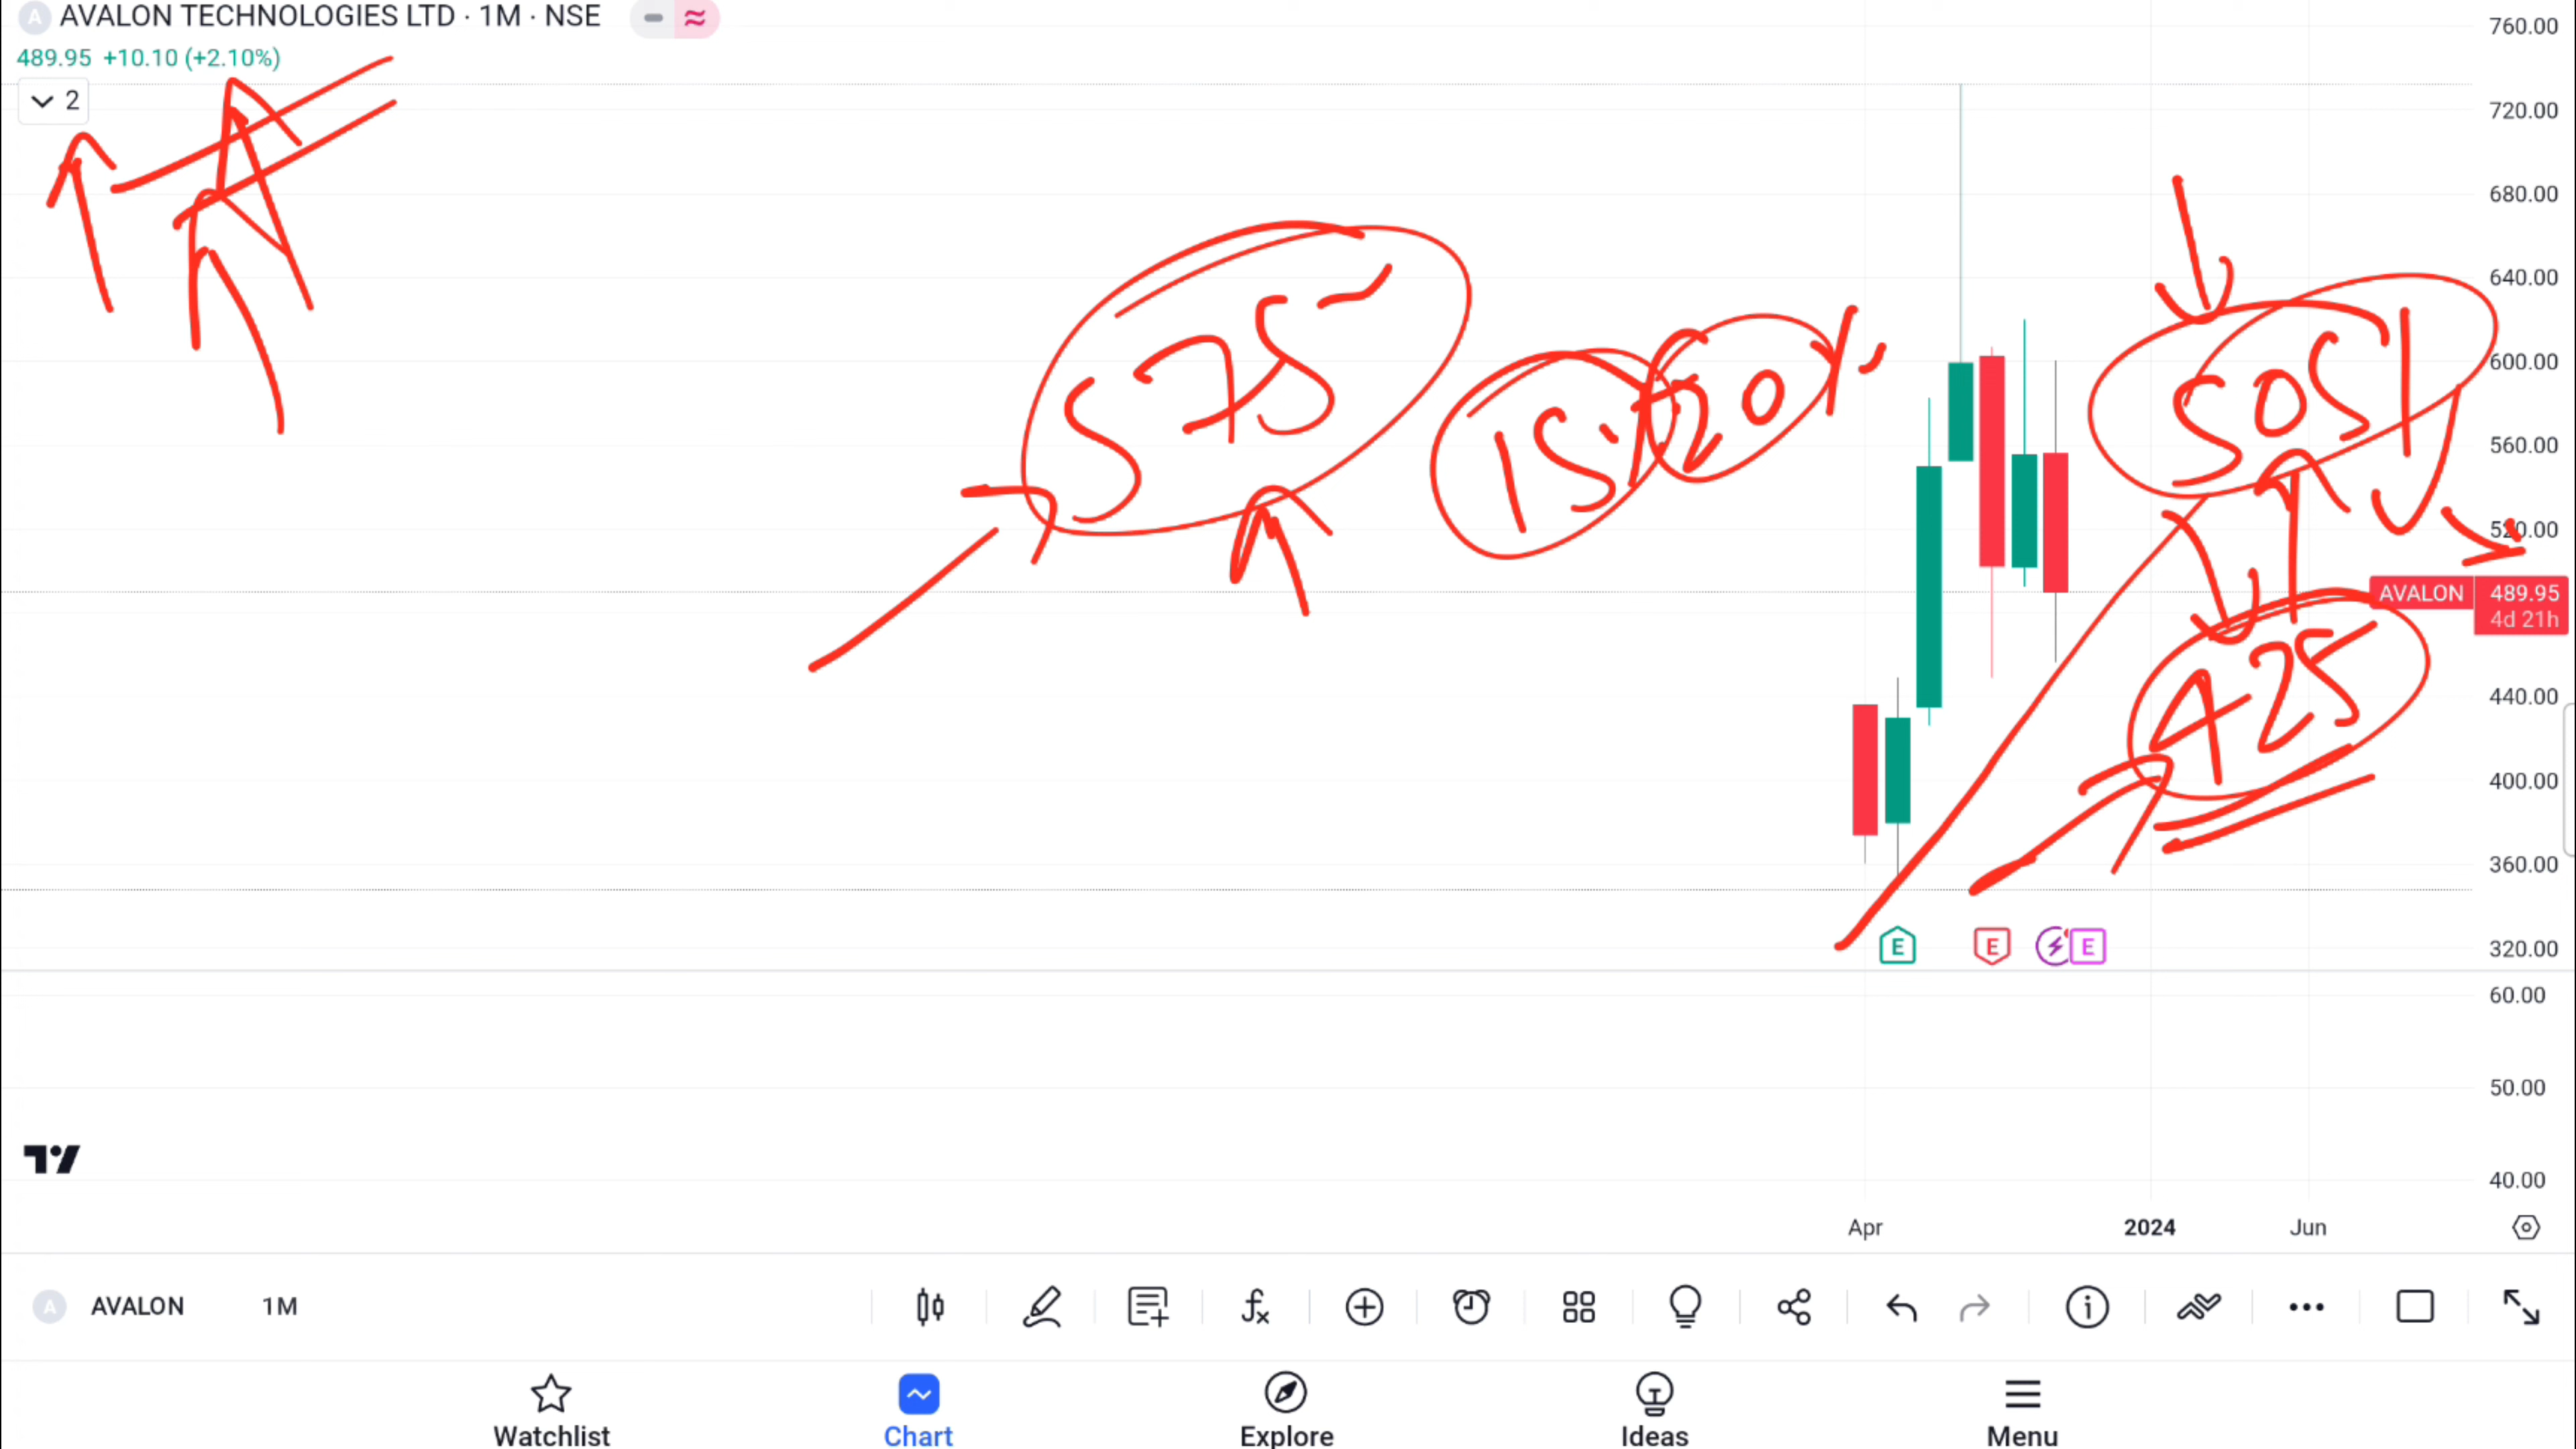 A AVALON TECHNOLOGIES LTD · 1M · NSE
489.95 +10.10 (+2.10%)
2
760.00
720.00
680.00
640.00
600.00
560.00
520.00
AVALON 489.95
4d 21h
440.00
400.00
360.00
320.00
60.00
50.00
40.00
575
15%
20%
505
425
E E E
Apr 2024 Jun
A AVALON 1M
Watchlist Chart Explore Ideas Menu